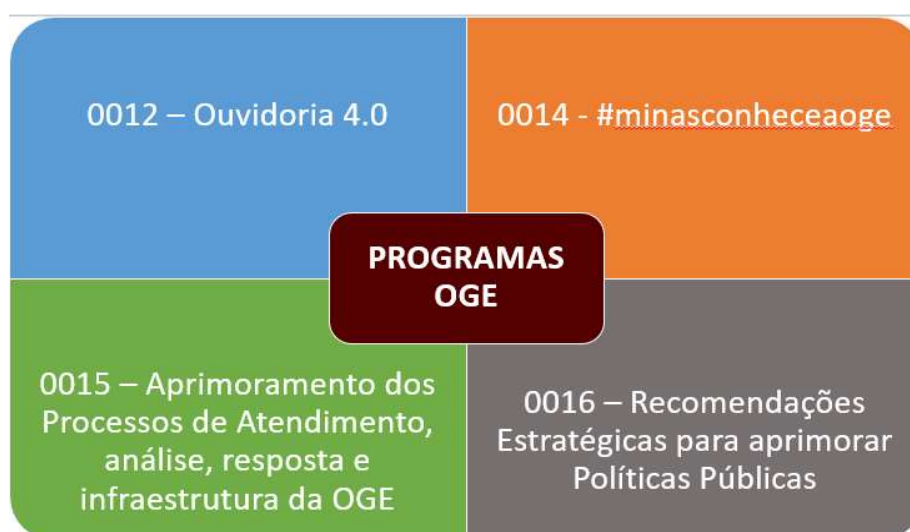 0012 – Ouvidoria 4.0
0014 - #minasconheceaoge
PROGRAMAS
OGE
0015 – Aprimoramento dos
Processos de Atendimento,
análise, resposta e
infraestrutura da OGE
0016 – Recomendações
Estratégicas para aprimorar
Políticas Públicas